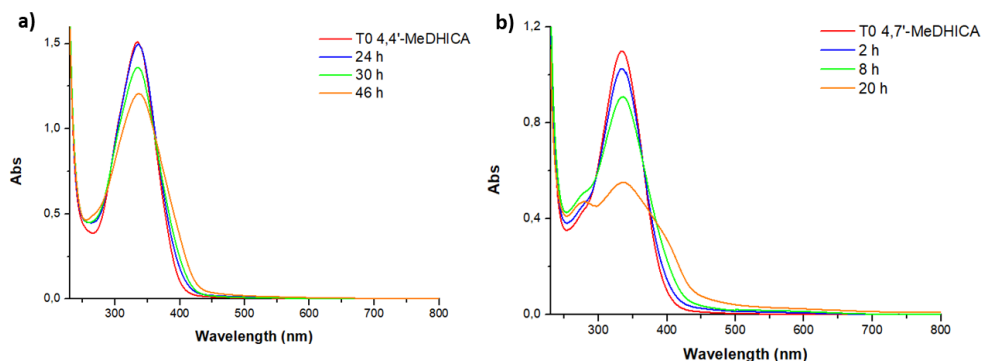 a)
T0 4,4'-MeDHICA
24 h
30 h
46 h
Abs
1.5
1.0
0.5
0.0
300
400
500
600
700
800
Wavelength (nm)
b)
T0 4,7'-MeDHICA
2 h
8 h
20 h
Abs
1,2
0,8
0,4
0,0
300
400
500
600
700
800
Wavelength (nm)